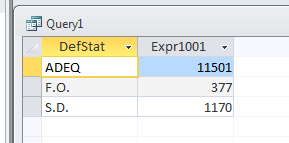 Query1
DefStat Expr1001
ADEQ 11501
F.O. 377
S.D. 1170